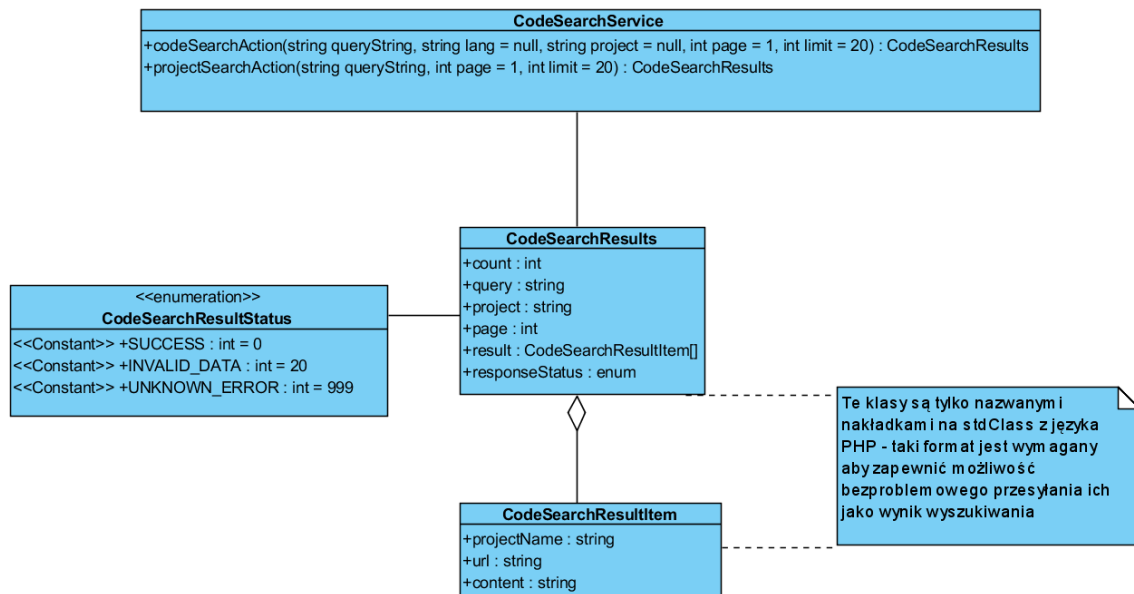 CodeSearchService
+codeSearchAction(string queryString, string lang = null, string project = null, int page = 1, int limit = 20) : CodeSearchResults
+projectSearchAction(string queryString, int page = 1, int limit = 20) : CodeSearchResults
CodeSearchResults
+count : int
+query : string
+project : string
+page : int
+result : CodeSearchResultItem[]
+responseStatus : enum
<<enumeration>>
CodeSearchResultStatus
<<Constant>> +SUCCESS : int = 0
<<Constant>> +INVALID_DATA : int = 20
<<Constant>> +UNKNOWN_ERROR : int = 999
Te klasy są tylko nazwanymi
nakładkami na stdClass z języka
PHP - taki format jest wymagany
aby zapewnić możliwość
bezproblemowego przesyłania ich
jako wynik wyszukiwania
CodeSearchResultItem
+projectName : string
+url : string
+content : string